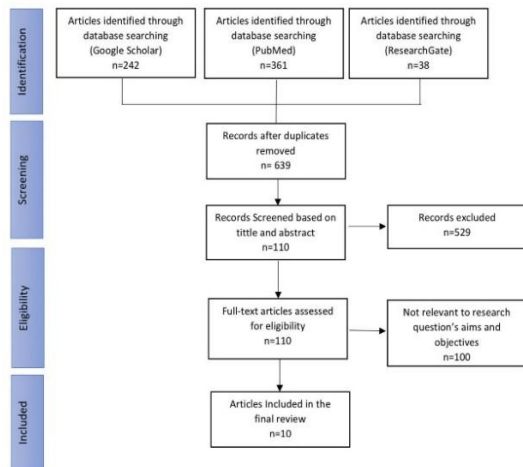 Identification
Articles identified through
database searching
(Google Scholar)
n=242
Articles identified through
database searching
(PubMed)
n=361
Articles identified through
database searching
(ResearchGate)
n=38
Screening
Records after duplicates
removed
n= 639
Records Screened based on
tittle and abstract
n=110
Records excluded
n=529
Eligibility
Full-text articles assessed
for eligibility
n=110
Not relevant to research
question's aims and
objectives
n=100
Included
Articles Included in the
final review
n=10